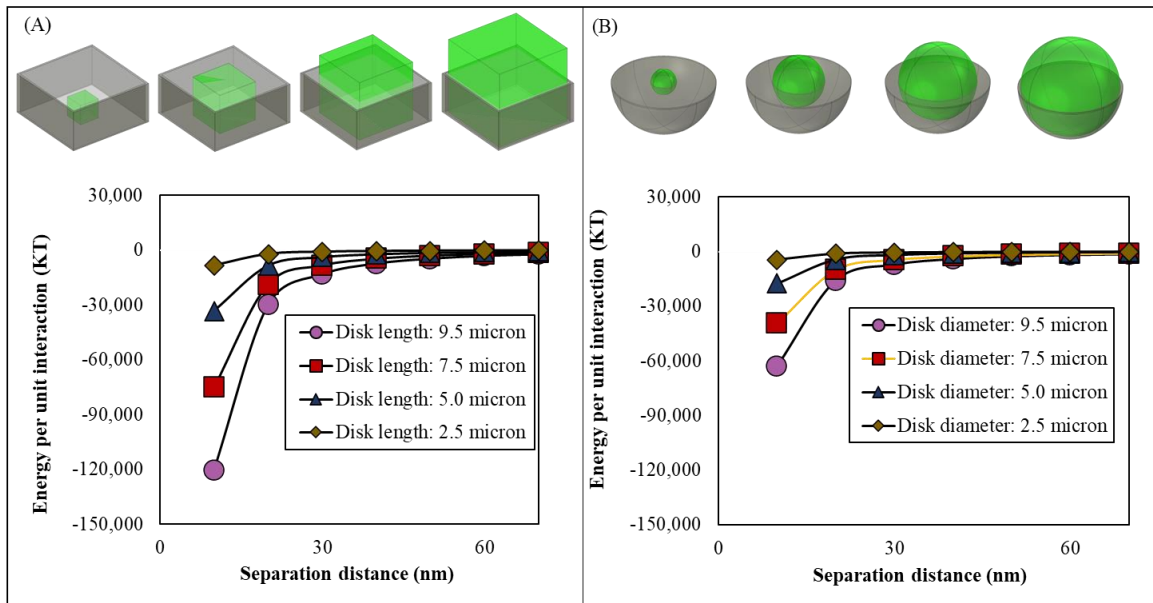 (A)
30,000
0
-30,000
-60,000
-90,000
-120,000
-150,000
Energy per unit interaction (KT)
Disk length: 9.5 micron
Disk length: 7.5 micron
Disk length: 5.0 micron
Disk length: 2.5 micron
0
30
60
Separation distance (nm)
(B)
30,000
0
-30,000
-60,000
-90,000
-120,000
-150,000
Energy per unit interaction (KT)
Disk diameter: 9.5 micron
Disk diameter: 7.5 micron
Disk diameter: 5.0 micron
Disk diameter: 2.5 micron
0
30
60
Separation distance (nm)